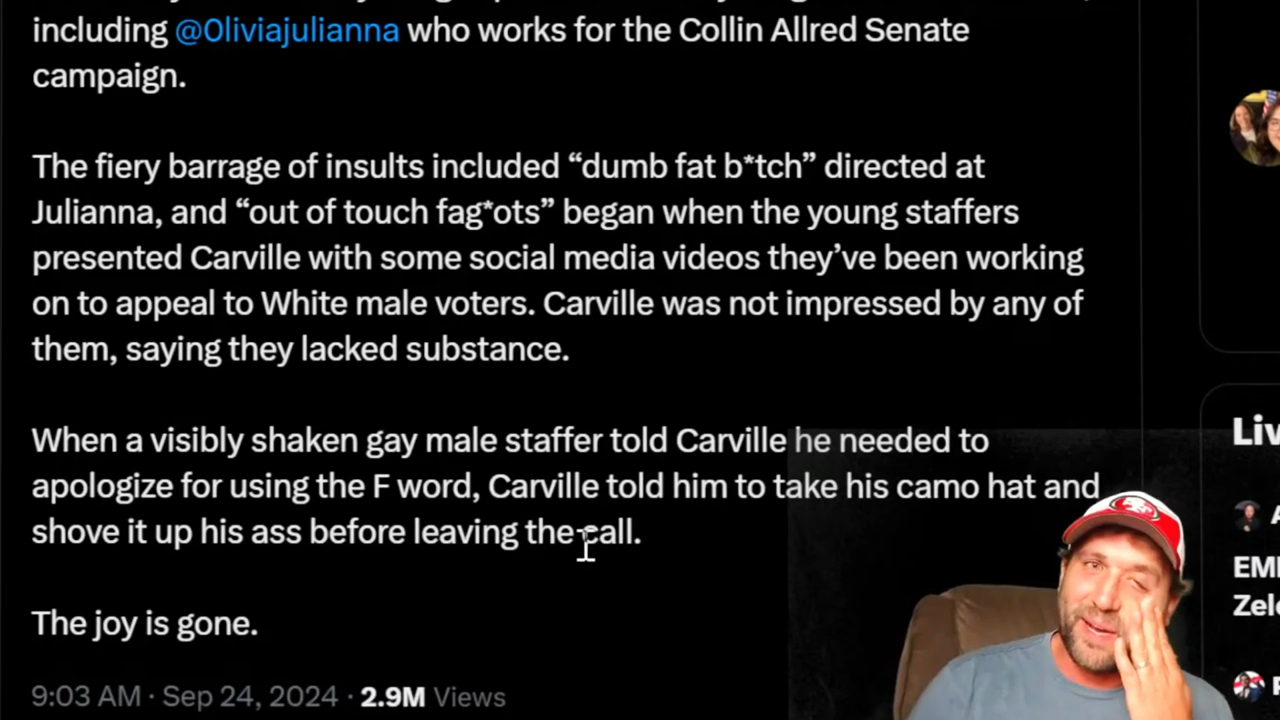 including @Oliviajulianna who works for the Collin Allred Senate
campaign.
The fiery barrage of insults included “dumb fat b*tch” directed at
Julianna, and “out of touch fag*ots” began when the young staffers
presented Carville with some social media videos they’ve been working
on to appeal to White male voters. Carville was not impressed by any of
them, saying they lacked substance.
When a visibly shaken gay male staffer told Carville he needed to
apologize for using the F word, Carville told him to take his camo hat and
shove it up his ass before leaving the call.
The joy is gone.
9:03 AM · Sep 24, 2024 · 2.9M Views
Liv